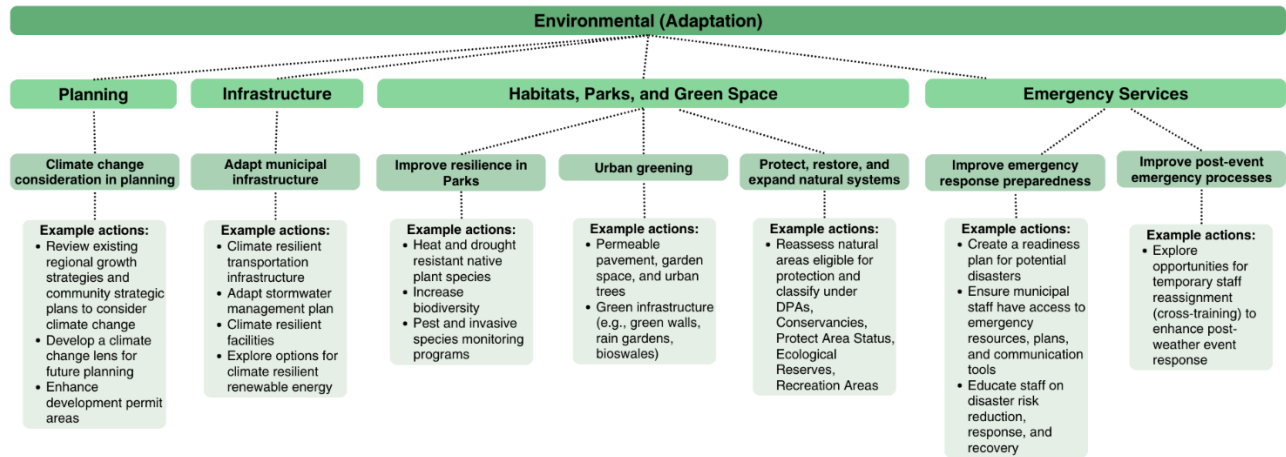 Environmental (Adaptation)
Planning
Infrastructure
Habitats, Parks, and Green Space
Emergency Services
Climate change
consideration in planning
Adapt municipal
infrastructure
Improve resilience in
Parks
Urban greening
Protect, restore, and
expand natural systems
Improve emergency
response preparedness
Improve post-event
emergency processes
Example actions:
• Review existing
regional growth
strategies and
community strategic
plans to consider
climate change
• Develop a climate
change lens for
future planning
• Enhance
development permit
areas
Example actions:
• Climate resilient
transportation
infrastructure
• Adapt stormwater
management plan
• Climate resilient
facilities
• Explore options for
climate resilient
renewable energy
Example actions:
• Heat and drought
resistant native
plant species
• Increase
biodiversity
• Pest and invasive
species monitoring
programs
Example actions:
• Permeable
pavement, garden
space, and urban
trees
• Green infrastructure
(e.g., green walls,
rain gardens,
bioswales)
Example actions:
• Reassess natural
areas eligible for
protection and
classify under
DPAs,
Conservancies,
Protect Area Status,
Ecological
Reserves,
Recreation Areas
Example actions:
• Create a readiness
plan for potential
disasters
• Ensure municipal
staff have access to
emergency
resources, plans,
and communication
tools
• Educate staff on
disaster risk
reduction,
response, and
recovery
Example actions:
• Explore
opportunities for
temporary staff
reassignment
(cross-training) to
enhance post-
weather event
response